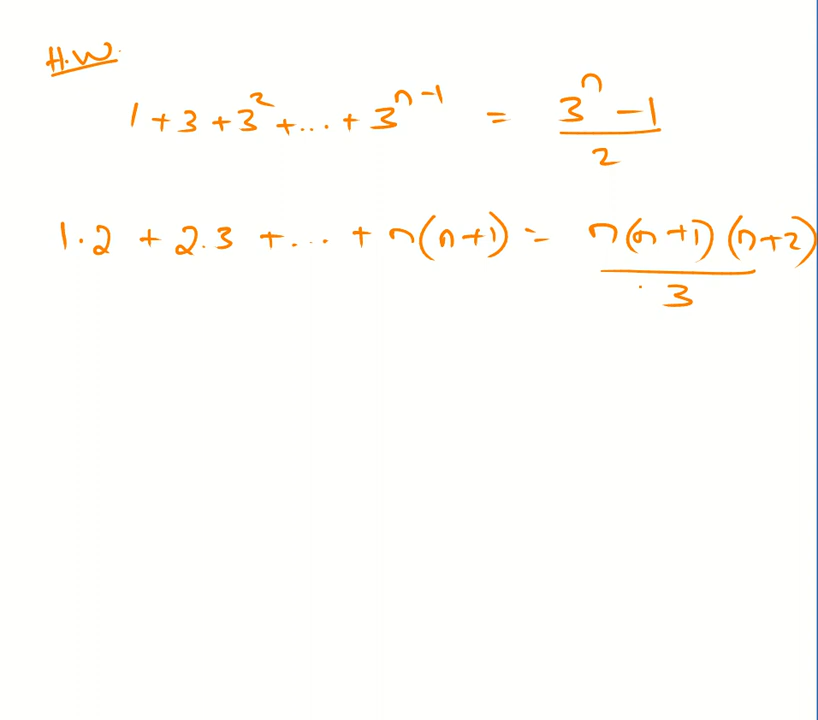 H.W.
1 + 3 + 3² + ... + 3ⁿ⁻¹ = (3ⁿ - 1)/2
1.2 + 2.3 + ... + n(n+1) = n(n+1)(n+2)/3